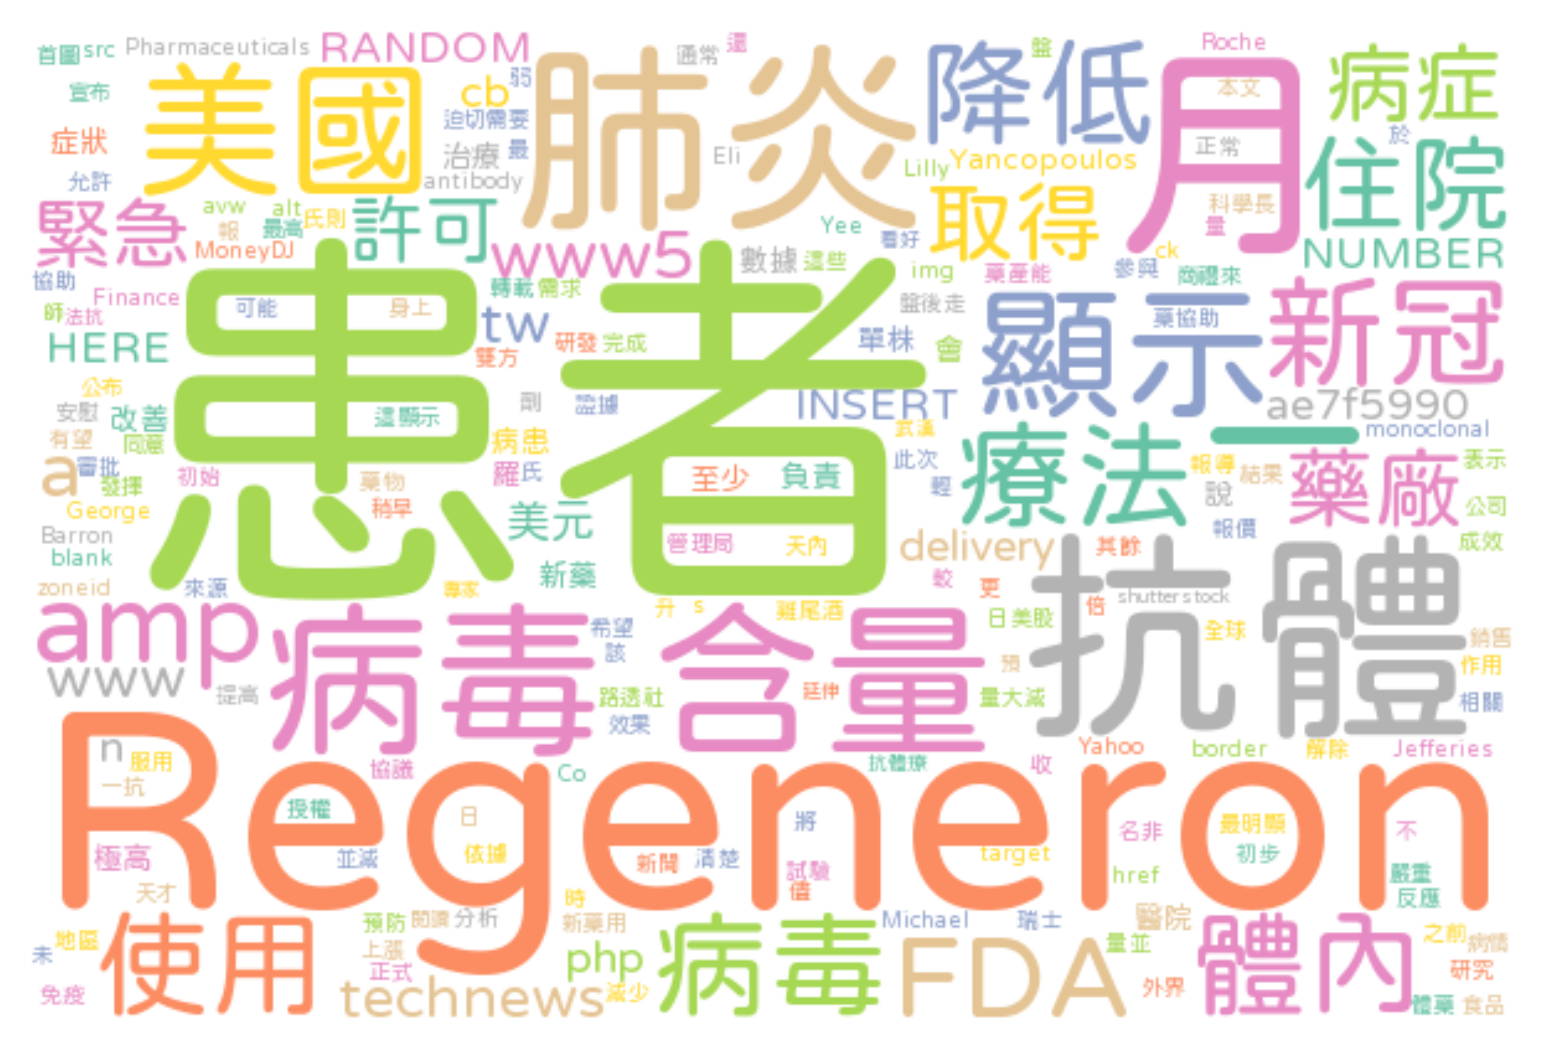 首圖 src Pharmaceuticals RANDOM 弱 通常 還 盤 Roche
宣布 美國 cb 肺炎 降低 月 本文 病症
症狀 迫切需要 治療 最 Eli 正常 於 住院
允許 antibody Lilly Yancopoulos
緊急 avw alt 氏則 許可 取得 科學長
報 最高 Yee 看好 量
MoneyDJ www5 數據 這些 ck NUMBER
協助 轉載 需求 img 藥產能 參與 商禮來
Finance 可能 身上 盤後走 顯示 藥協助 新冠
師 法抗 患者 tw
HERE 雙方 研發 完成 單株 會
公布 剮 證據 INSERT ae7f5990
安慰 改善 這顯示 武漢 monoclonal
有望 同意 病患 療法 一
a 審批 初始 藥物 羅 氏 至少 負責 此次 報導 結果 藥廠 表示
發揮 輕 說
George 稍早 美元 報價 公司
Barron 管理局 天內 delivery 其餘 抗體 成效
blank
zoneid 來源 專家 新藥 較 更 shutterstock
amp 病毒 含量 升 s 雞尾酒 日美股 倍
希望 全球 銷售
www 該 預 作用
提高 路透社 延伸 量大減 相關
效果
Regeneron n 服用 協議 Co 抗體療 收 Yahoo border 解除 Jefferies
一抗
授權 日 將 名非 最明顯 不
極高 並減 依據 新聞 清楚 target 初步
天才 試驗 值 href 嚴重
時 反應
使用 預防 閱讀 分析 新藥用 病毒 Michael 瑞士 醫院 體內 之前
未 地區 上漲 php FDA 量並 病情
正式 研究
免疫 technews 減少 外界 體藥 食品